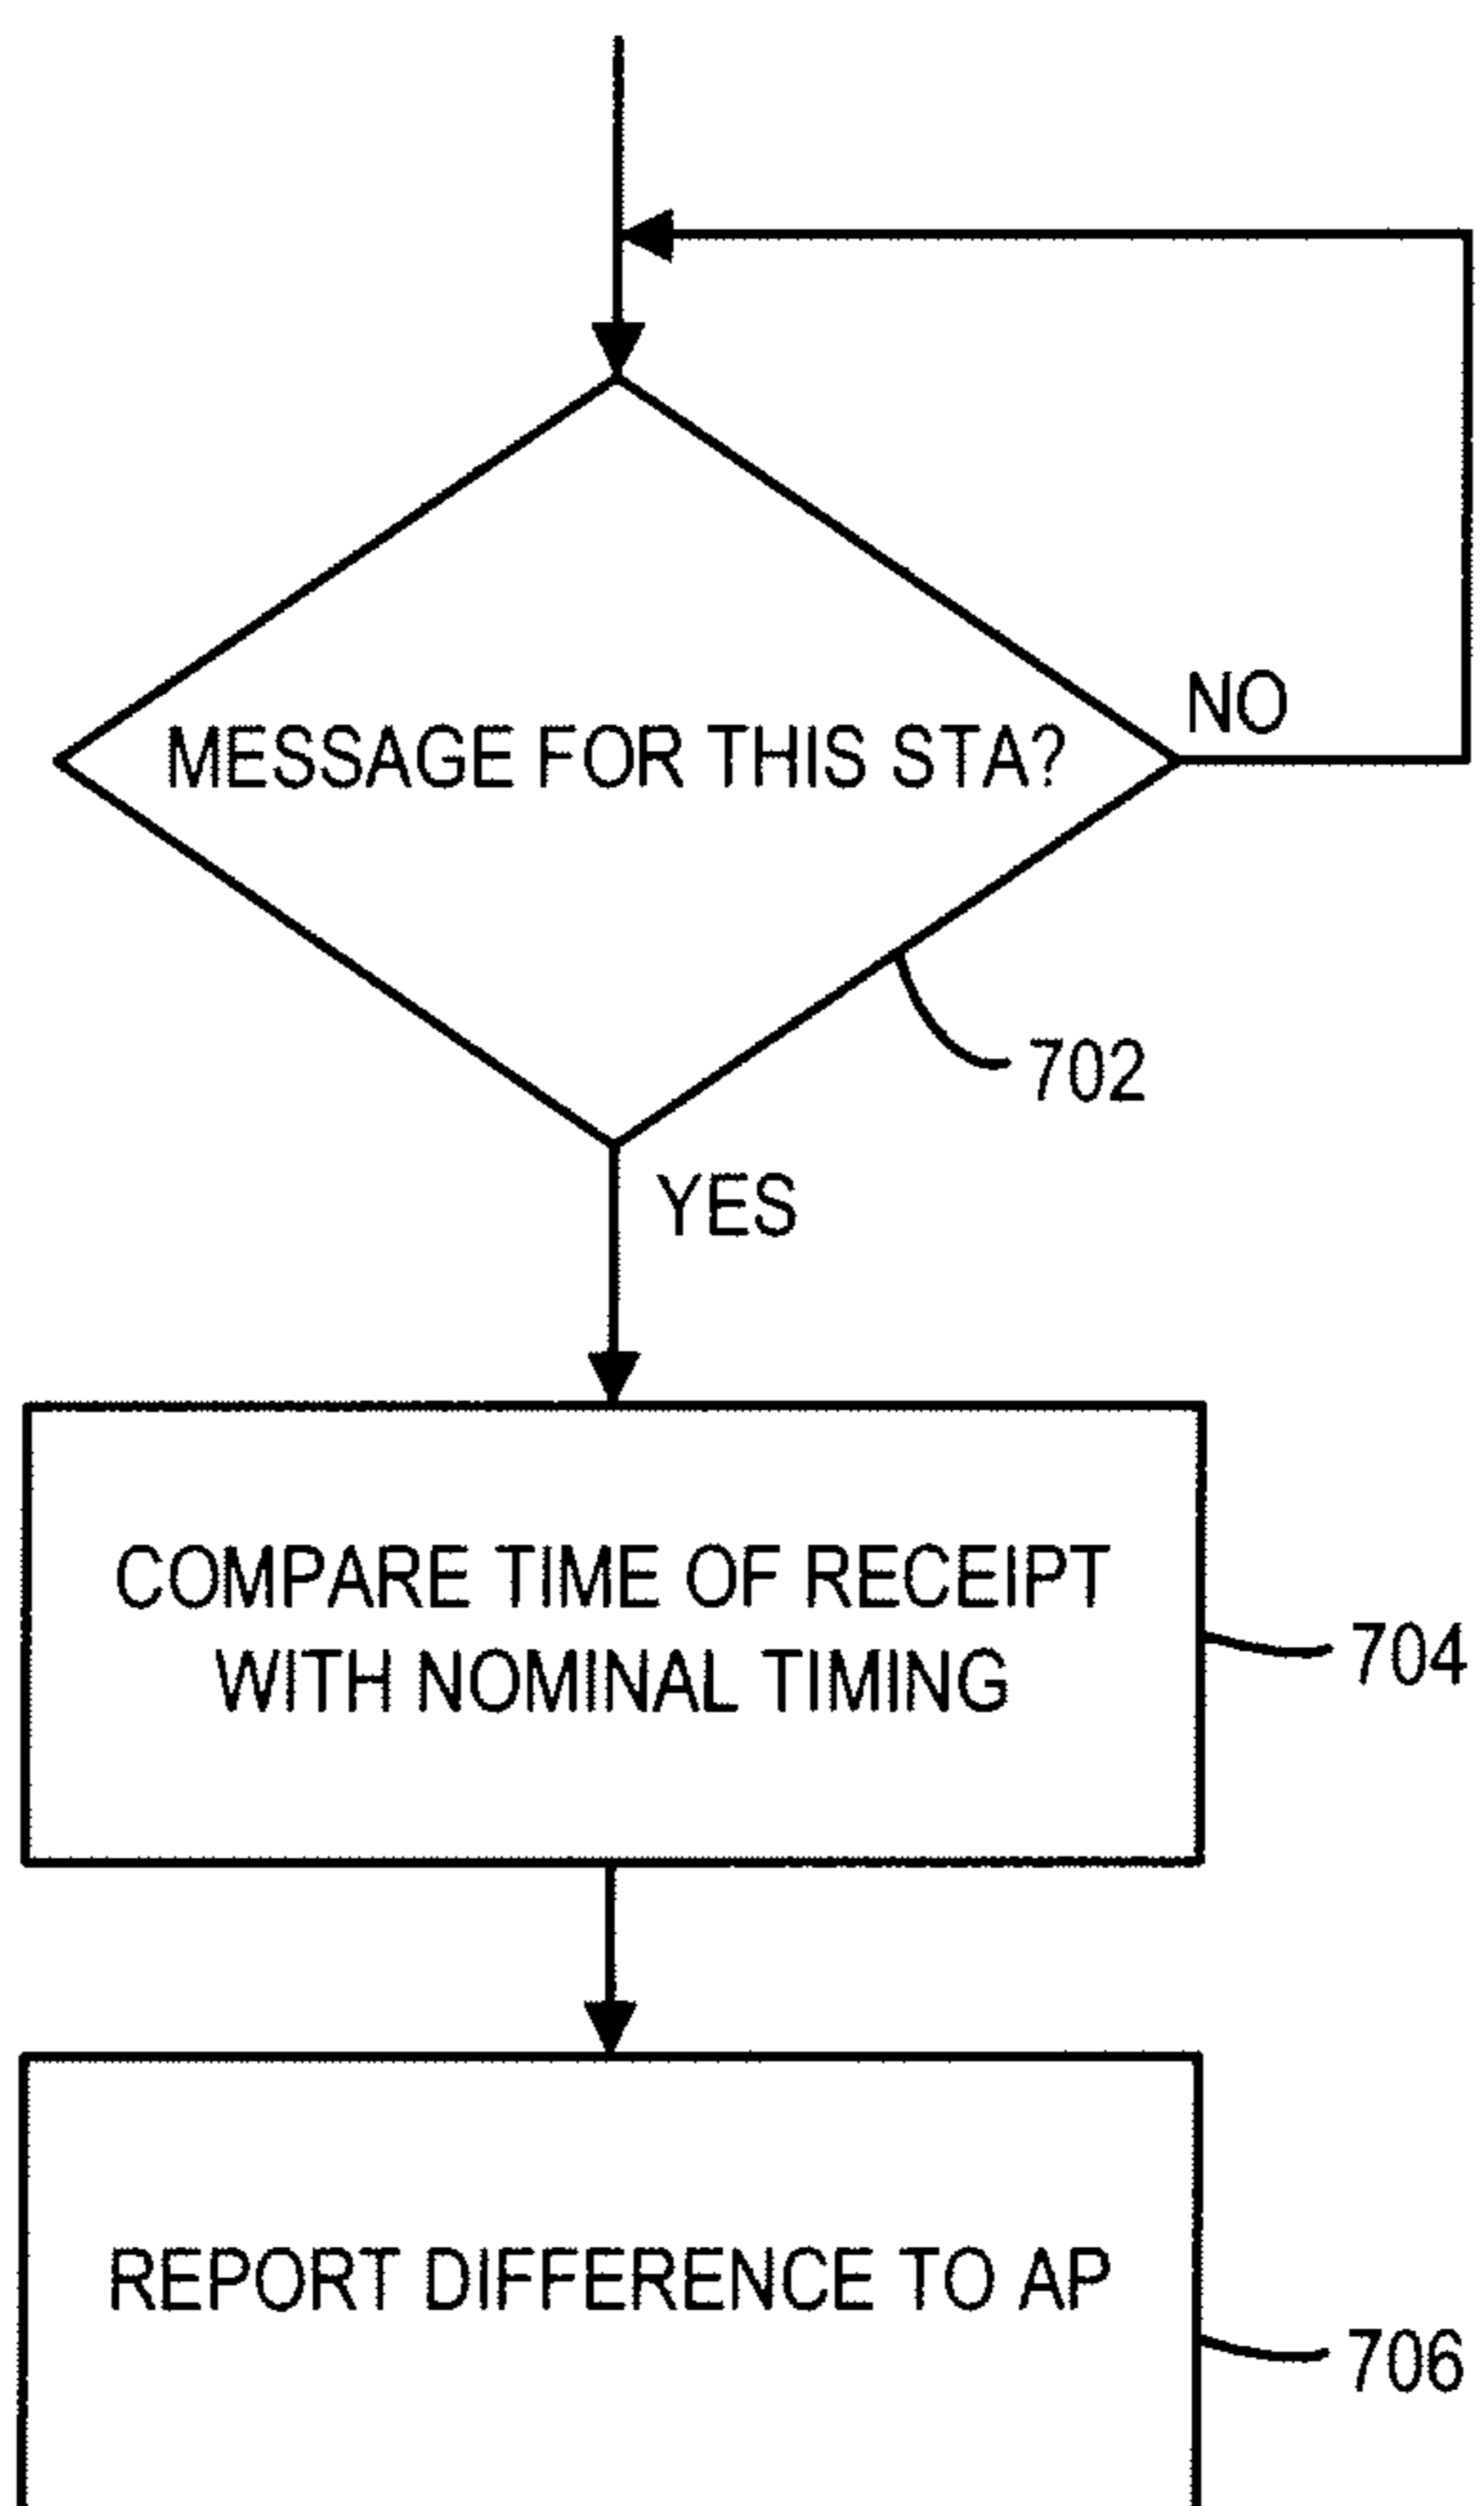 NO
MESSAGE FOR THIS STA?
702
YES
COMPARE TIME OF RECEIPT
WITH NOMINAL TIMING
704
REPORT DIFFERENCE TO AP
706